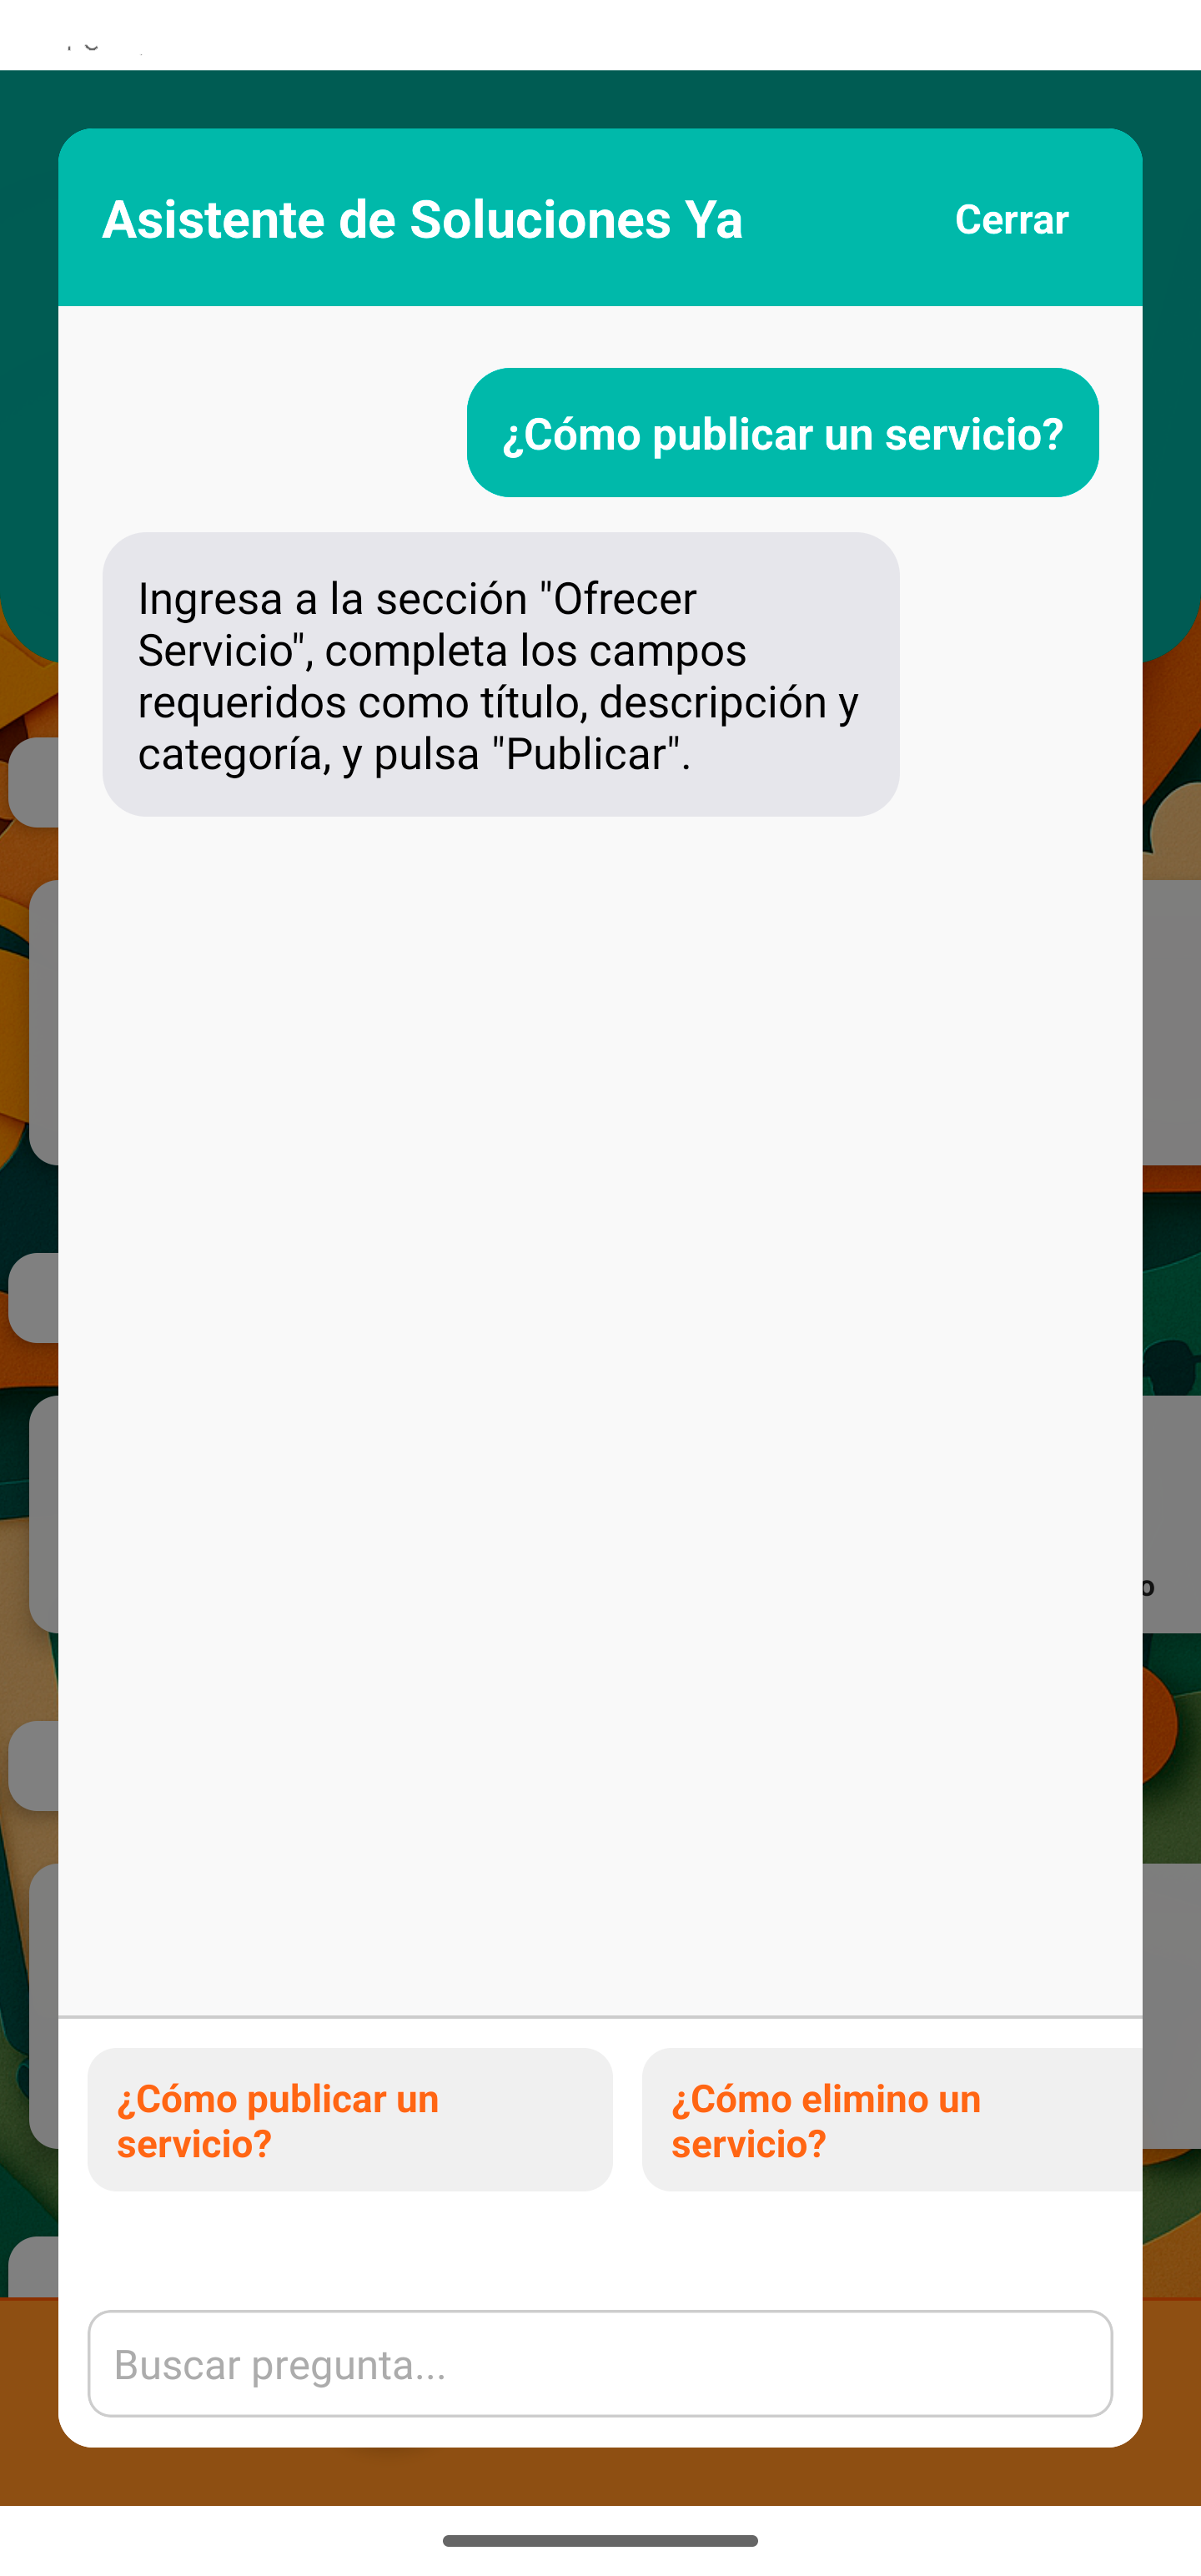 Asistente de Soluciones Ya
Cerrar
¿Cómo publicar un servicio?
Ingresa a la sección "Ofrecer
Servicio", completa los campos
requeridos como título, descripción y
categoría, y pulsa "Publicar".
¿Cómo publicar un
servicio?
¿Cómo elimino un
servicio?
Buscar pregunta...